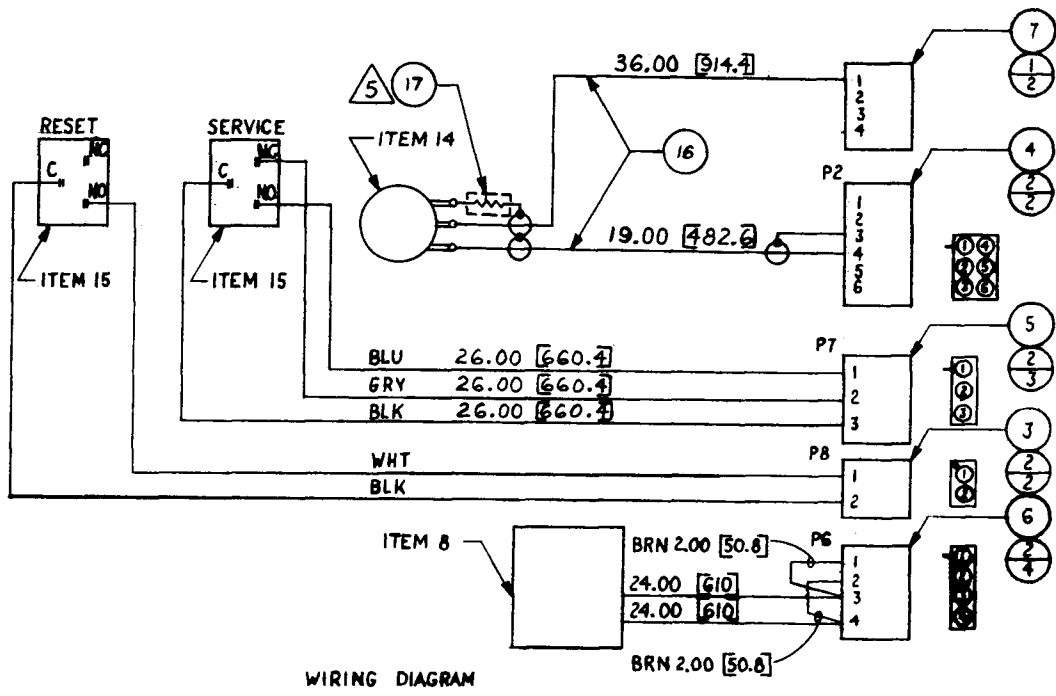 7
36.00 [914.4]
1
2
1
2
3
4
5
17
RESET
SERVICE
ITEM 14
NC
NC
C
C
NO
NO
16
P2
4
2
2
1
2
3
4
5
6
19.00 [482.6]
1 4
2 5
3 6
ITEM 15
ITEM 15
P7
5
2
3
BLU 26.00 [660.4]
GRY 26.00 [660.4]
BLK 26.00 [660.4]
1
2
3
1
2
3
P8
3
2
2
WHT
BLK
1
2
1
2
ITEM 8
BRN 2.00 [50.8]
P6
6
2
4
24.00 [610]
24.00 [610]
1
2
3
4
BRN 2.00 [50.8]
WIRING DIAGRAM